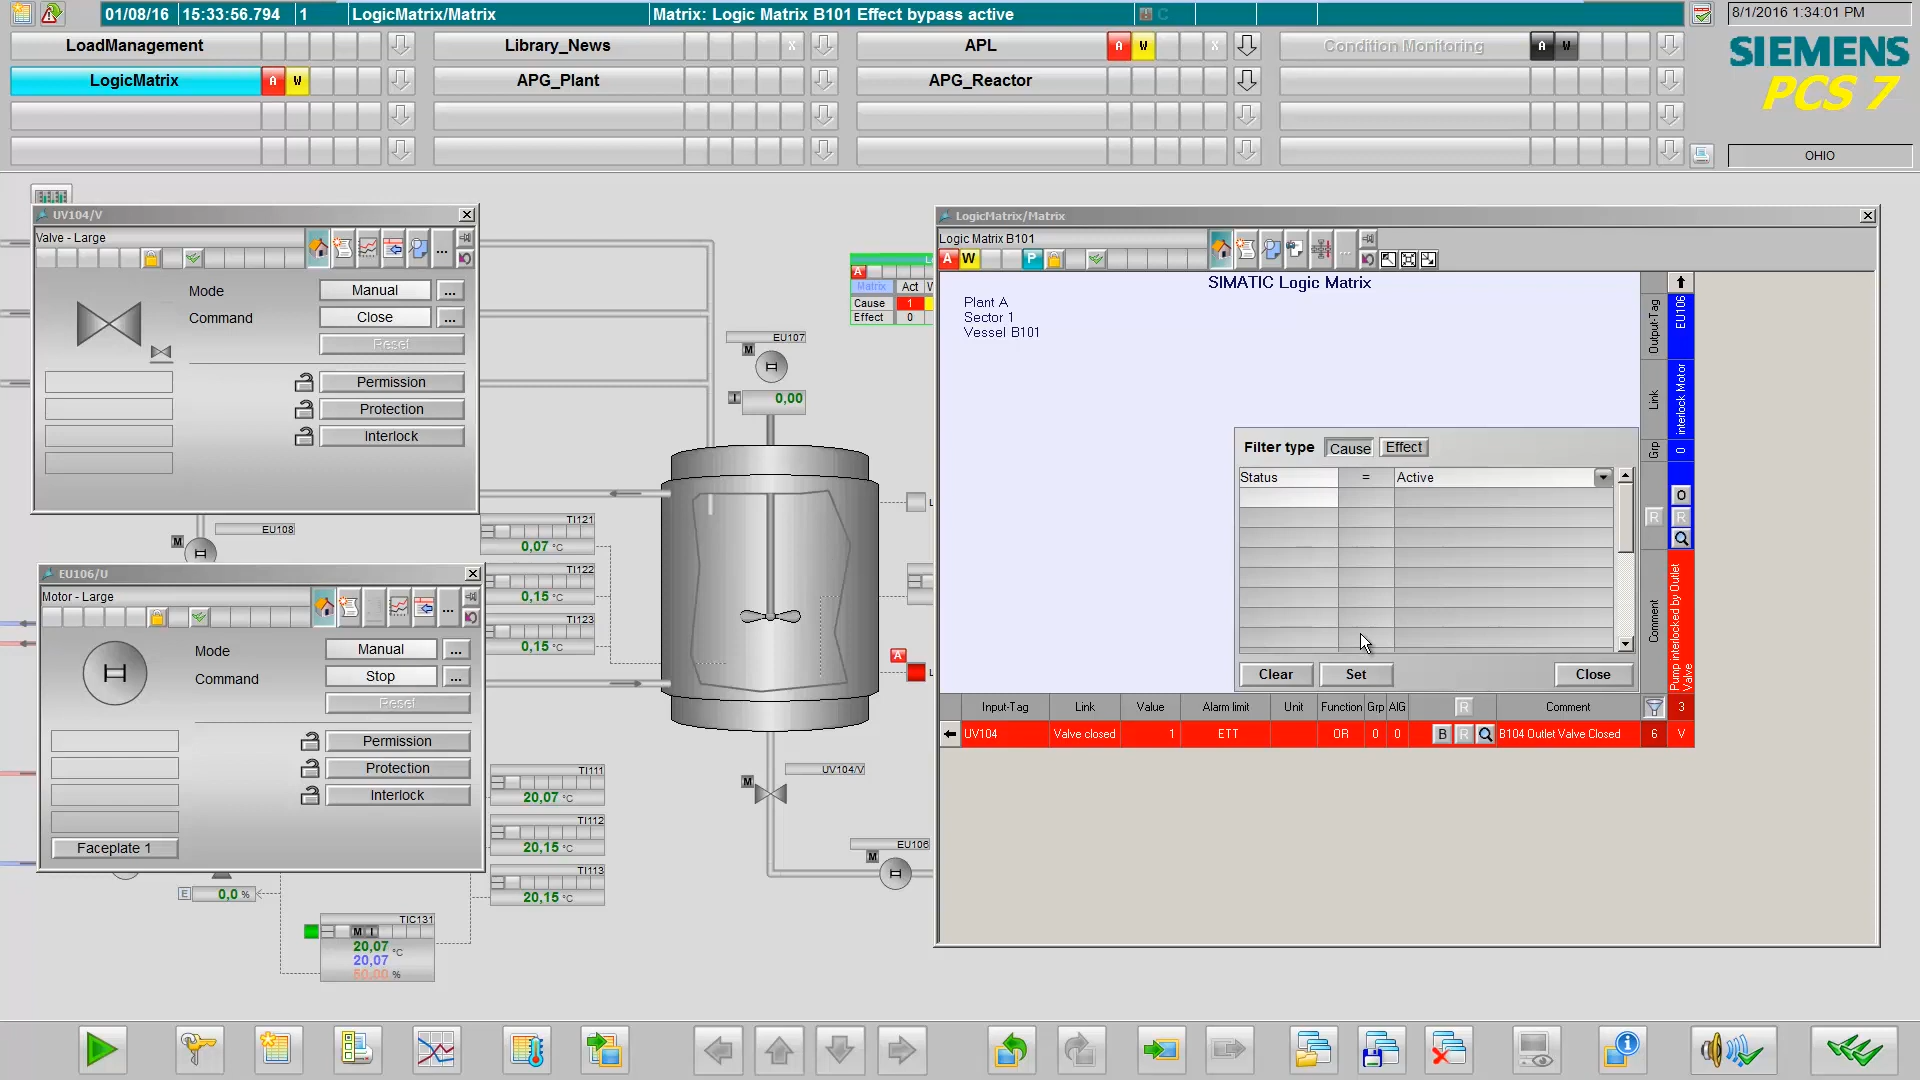 01/08/16 15:33:56.794 1 LogicMatrix/Matrix Matrix: Logic Matrix B101 Effect bypass active C 8/1/2016 1:34:01 PM
LoadManagement Library_News X APL A W X Condition Monitoring A W
SIEMENS
LogicMatrix A W APG_Plant APG_Reactor
PCS 7
OHIO
UV104/V
Valve - Large
Mode Manual ...
Command Close ...
Reset
Permission
Protection
Interlock
EU108
M
EU106/U
Motor - Large
Mode Manual ...
Command Stop ...
Reset
Permission
Protection
Interlock
Faceplate 1
E 0,0 %
TIC131
M I
20,07 °C
20,07
50,00 %
TI121
0,07 °C
TI122
0,15 °C
TI123
0,15 °C
TI111
20,07 °C
TI112
20,15 °C
TI113
20,15 °C
EU107
M
I 0,00
A
Matrix Act
Cause 1
Effect 0
A
UV104/V
M
EU106
M
LogicMatrix/Matrix
Logic Matrix B101
A W P
SIMATIC Logic Matrix
Plant A
Sector 1
Vessel B101
Output-Tag EU106
Link interlock Motor
Grp 0
O
R R
Comment Pump interlocked by Outlet Valve
Filter type Cause Effect
Status = Active
Clear Set Close
Input-Tag Link Value Alarm limit Unit Function Grp AlG R Comment 3
UV104 Valve closed 1 ETT OR 0 0 B R B104 Outlet Valve Closed 6 V